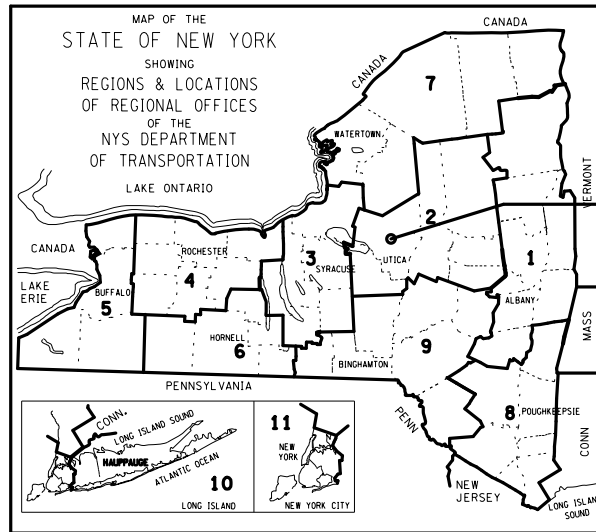 MAP OF THE
STATE OF NEW YORK
SHOWING
REGIONS & LOCATIONS
OF REGIONAL OFFICES
OF THE
NYS DEPARTMENT
OF TRANSPORTATION
LAKE ONTARIO
CANADA
CANADA
7
WATERTOWN
VERMONT
2
UTICA
CANADA
ROCHESTER
3
SYRACUSE
1
LAKE
ERIE
BUFFALO
4
5
ALBANY
MASS
HORNELL
6
BINGHAMTON
9
PENNSYLVANIA
PENN
8
POUGHKEEPSIE
CONN
NEW
JERSEY
LONG ISLAND
SOUND
CONN.
LONG ISLAND SOUND
HAUPPAUGE
ATLANTIC OCEAN
10
LONG ISLAND
11
NEW
YORK
NEW YORK CITY